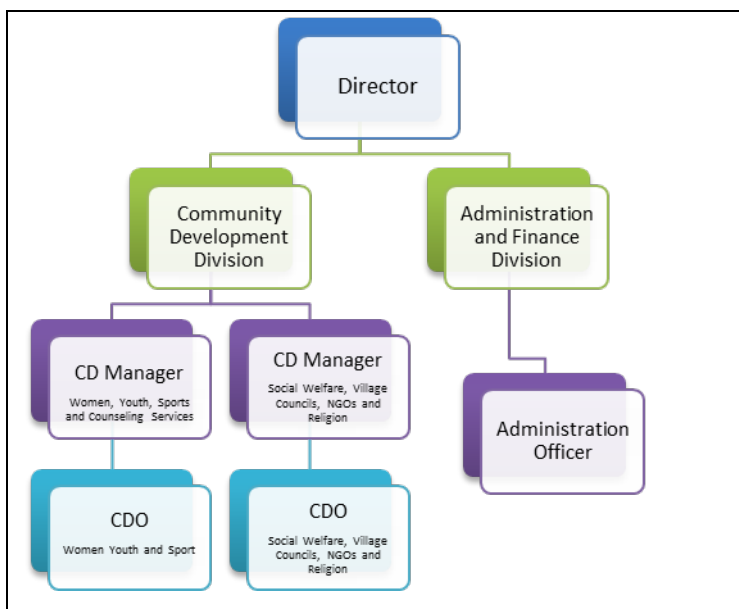 Director
Community
Development
Division
Administration
and Finance
Division
CD Manager
Women, Youth, Sports
and Counseling Services
CD Manager
Social Welfare, Village
Councils, NGOs and
Religion
Administration
Officer
CDO
Women Youth and Sport
CDO
Social Welfare, Village
Councils, NGOs and
Religion